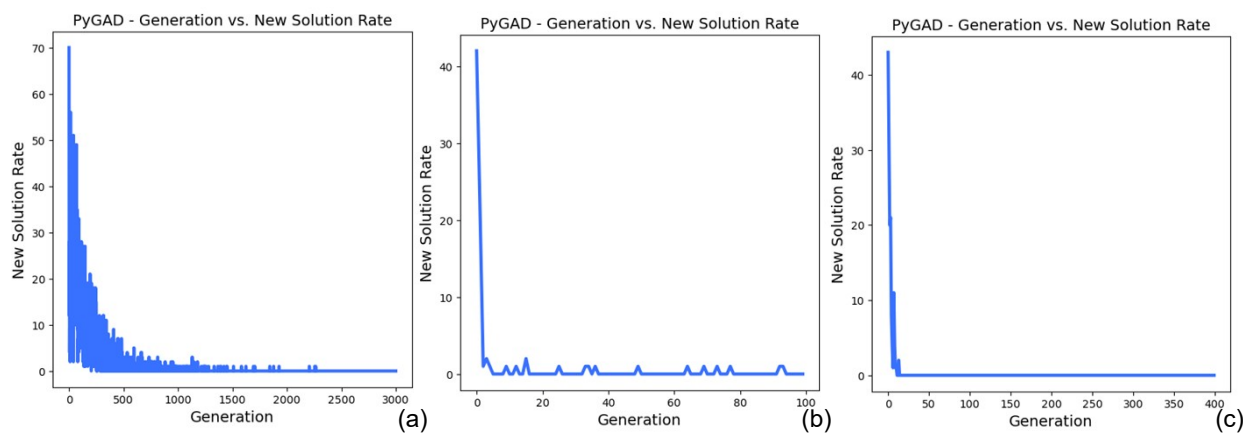 PyGAD - Generation vs. New Solution Rate
70
60
50
40
30
20
10
0
New Solution Rate
0 500 1000 1500 2000 2500 3000
Generation
(a)
PyGAD - Generation vs. New Solution Rate
40
30
20
10
0
New Solution Rate
0 20 40 60 80 100
Generation
(b)
PyGAD - Generation vs. New Solution Rate
40
30
20
10
0
New Solution Rate
0 50 100 150 200 250 300 350 400
Generation
(c)